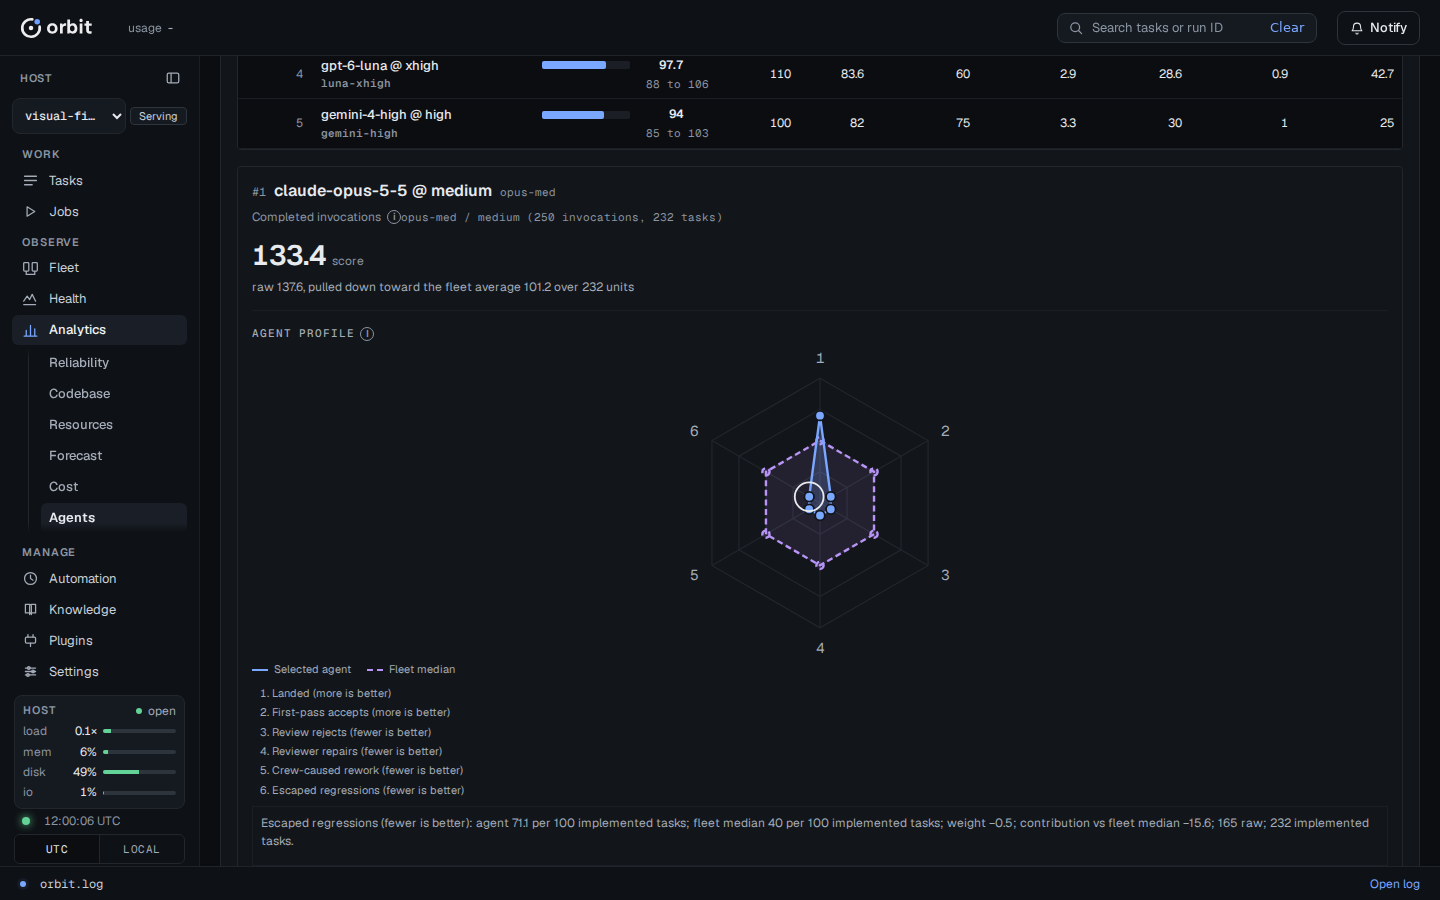 orbit
usage -
Search tasks or run ID
Clear
Notify
HOST
visual-fi…
Serving
WORK
Tasks
Jobs
OBSERVE
Fleet
Health
Analytics
Reliability
Codebase
Resources
Forecast
Cost
Agents
MANAGE
Automation
Knowledge
Plugins
Settings
HOST
open
load 0.1×
mem 6%
disk 49%
io 1%
12:00:06 UTC
UTC
LOCAL
4 gpt-6-luna @ xhigh 97.7 110 83.6 60 2.9 28.6 0.9 42.7
luna-xhigh 88 to 106
5 gemini-4-high @ high 94 100 82 75 3.3 30 1 25
gemini-high 85 to 103
#1 claude-opus-5-5 @ medium opus-med
Completed invocations i opus-med / medium (250 invocations, 232 tasks)
133.4 score
raw 137.6, pulled down toward the fleet average 101.2 over 232 units
AGENT PROFILE i
1
6
2
5
3
4
Selected agent
Fleet median
1. Landed (more is better)
2. First-pass accepts (more is better)
3. Review rejects (fewer is better)
4. Reviewer repairs (fewer is better)
5. Crew-caused rework (fewer is better)
6. Escaped regressions (fewer is better)
Escaped regressions (fewer is better): agent 71.1 per 100 implemented tasks; fleet median 40 per 100 implemented tasks; weight −0.5; contribution vs fleet median −15.6; 165 raw; 232 implemented
tasks.
orbit.log
Open log